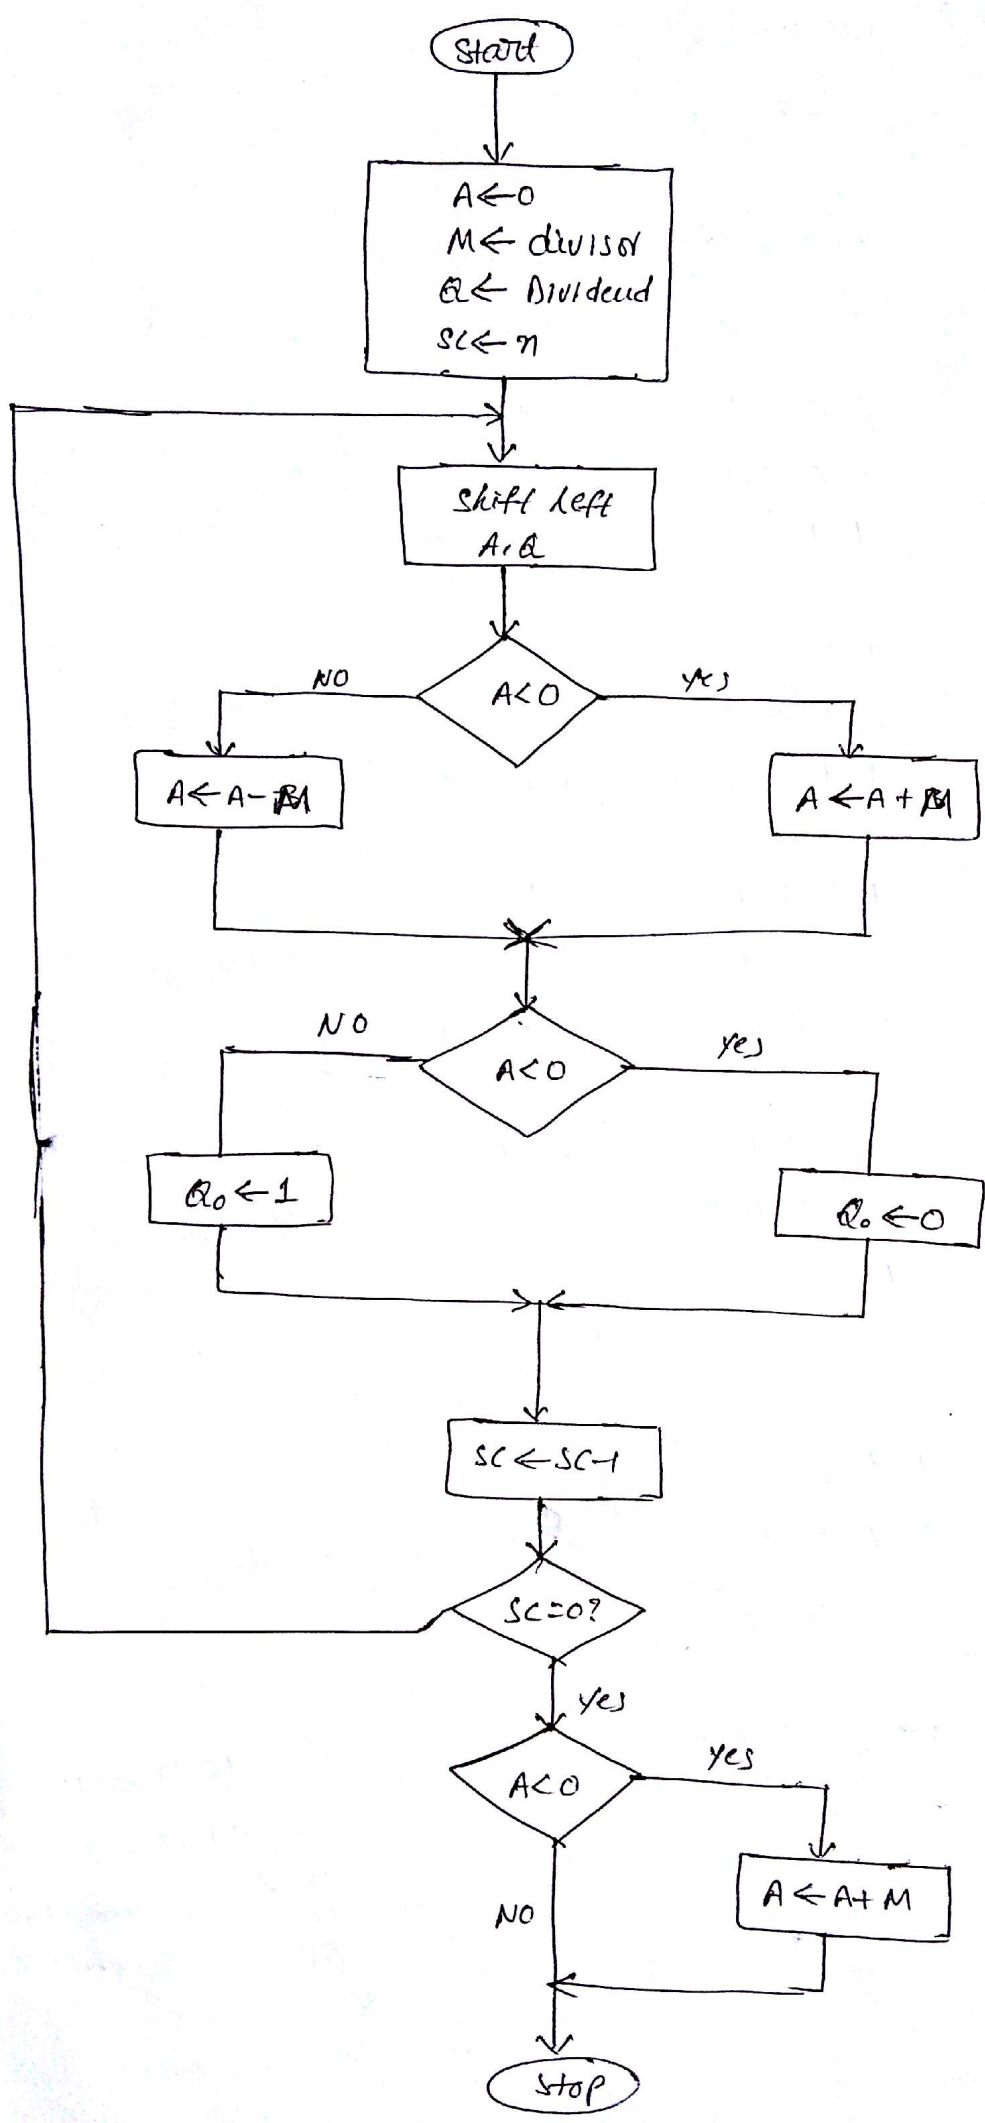 Start
A←0
M← divisor
Q← Dividend
SC←n
Shift left
A,Q
A<0
NO
yes
A←A-M
A←A+M
A<0
NO
yes
Q₀←1
Q₀←0
SC←SC-1
SC=0?
yes
A<0
yes
A←A+M
NO
Stop